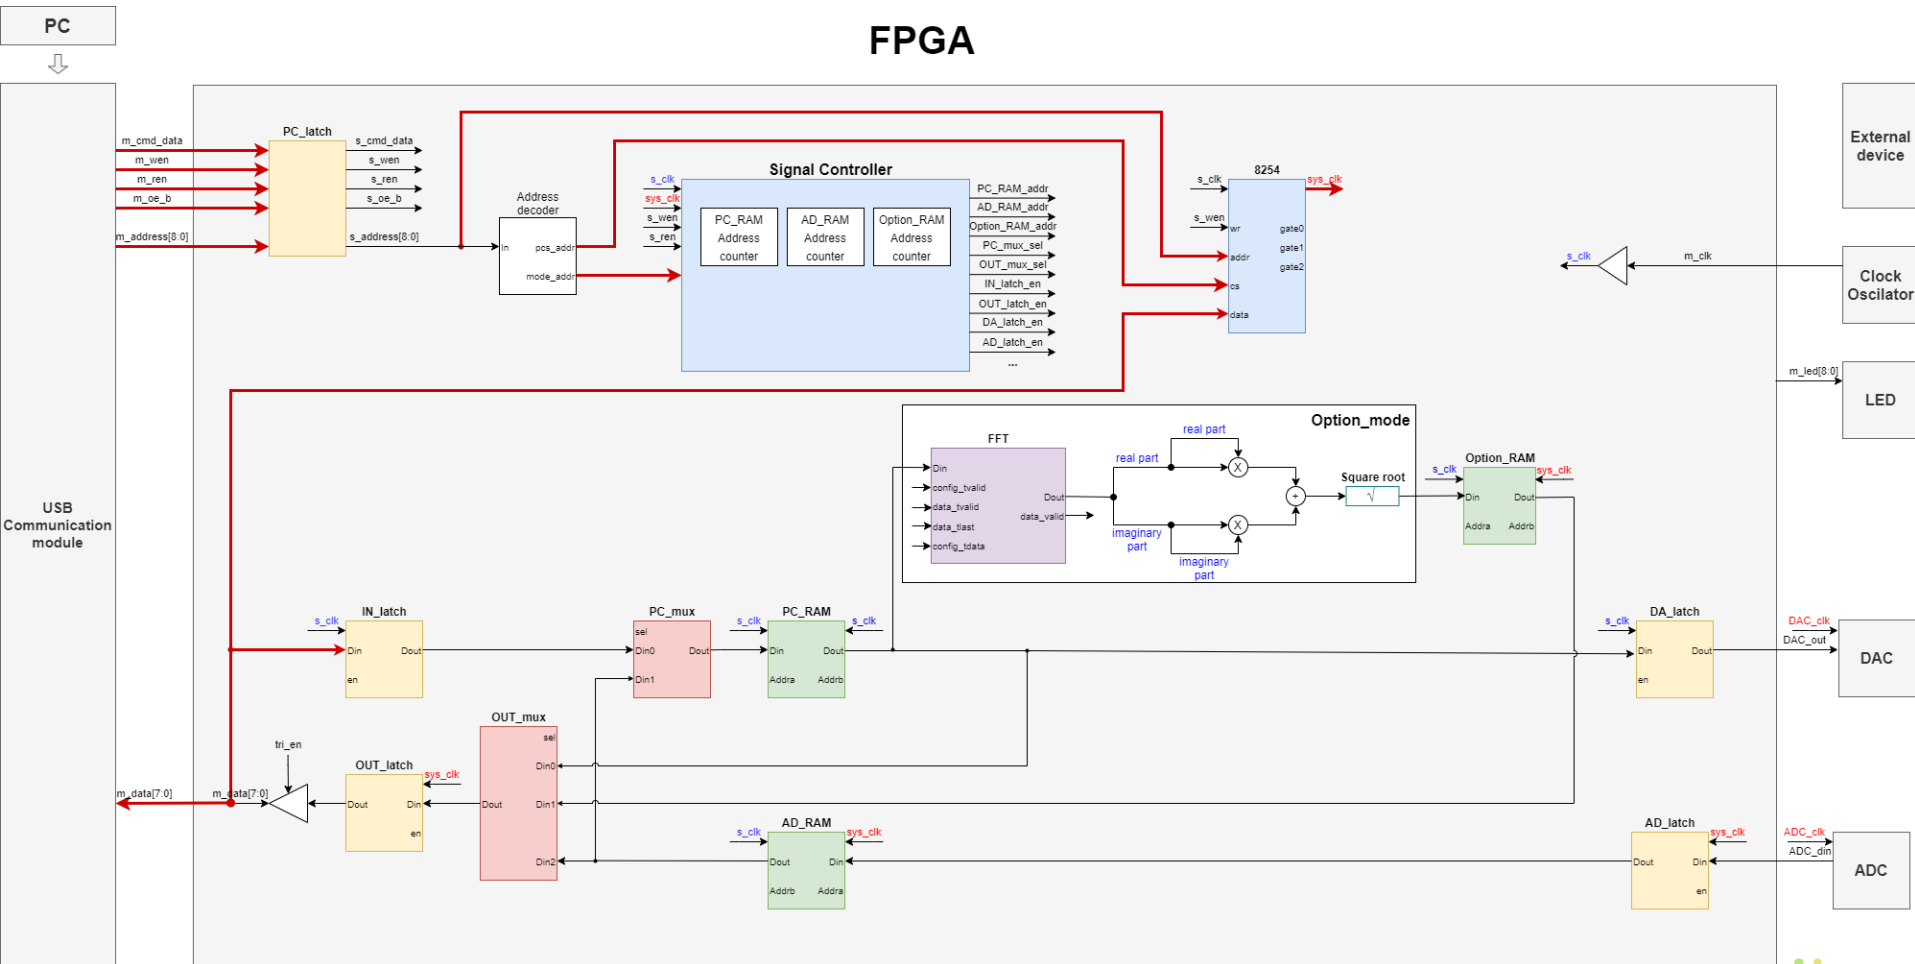 PC
FPGA
USB
Communication
module
m_cmd_data
m_wen
m_ren
m_oe_b
m_address[8:0]
PC_latch
s_cmd_data
s_wen
s_ren
s_oe_b
s_address[8:0]
Address
decoder
In
pcs_addr
mode_addr
Signal Controller
s_clk
sys_clk
s_wen
s_ren
PC_RAM
Address
counter
AD_RAM
Address
counter
Option_RAM
Address
counter
PC_RAM_addr
AD_RAM_addr
Option_RAM_addr
PC_mux_sel
OUT_mux_sel
IN_latch_en
OUT_latch_en
DA_latch_en
AD_latch_en
...
8254
s_clk
s_wen
wr
addr
cs
data
gate0
gate1
gate2
sys_clk
External
device
s_clk
m_clk
Clock
Oscilator
m_led[8:0]
LED
Option_mode
FFT
Din
config_tvalid
data_tvalid
data_tlast
config_tdata
Dout
data_valid
real part
real part
imaginary
part
imaginary
part
X
X
+
Square root
√
Option_RAM
s_clk
sys_clk
Din
Dout
Addra
Addrb
IN_latch
s_clk
Din
Dout
en
PC_mux
sel
Din0
Dout
Din1
PC_RAM
s_clk
s_clk
Din
Dout
Addra
Addrb
DA_latch
s_clk
Din
Dout
en
DAC_clk
DAC_out
DAC
OUT_mux
sel
Din0
Din1
Dout
Din2
tri_en
m_data[7:0]
m_data[7:0]
OUT_latch
sys_clk
Dout
Din
en
AD_RAM
s_clk
sys_clk
Dout
Din
Addrb
Addra
AD_latch
sys_clk
Dout
Din
en
ADC_clk
ADC_din
ADC